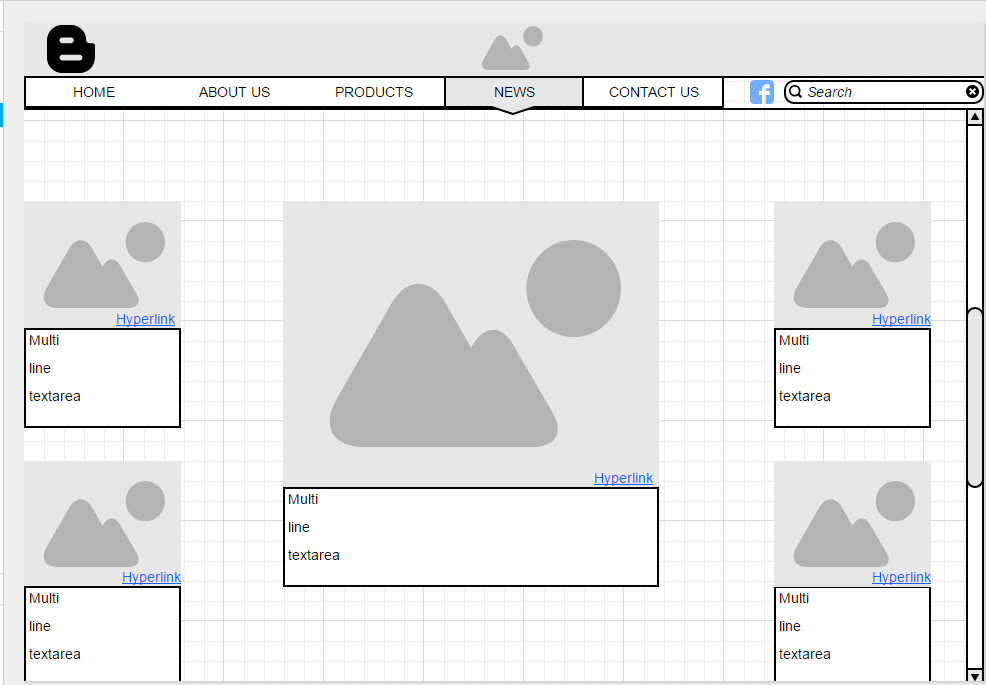 HOME ABOUT US PRODUCTS NEWS CONTACT US Search
Hyperlink
Multi
line
textarea
Hyperlink
Multi
line
textarea
Hyperlink
Multi
line
textarea
Hyperlink
Multi
line
textarea
Hyperlink
Multi
line
textarea